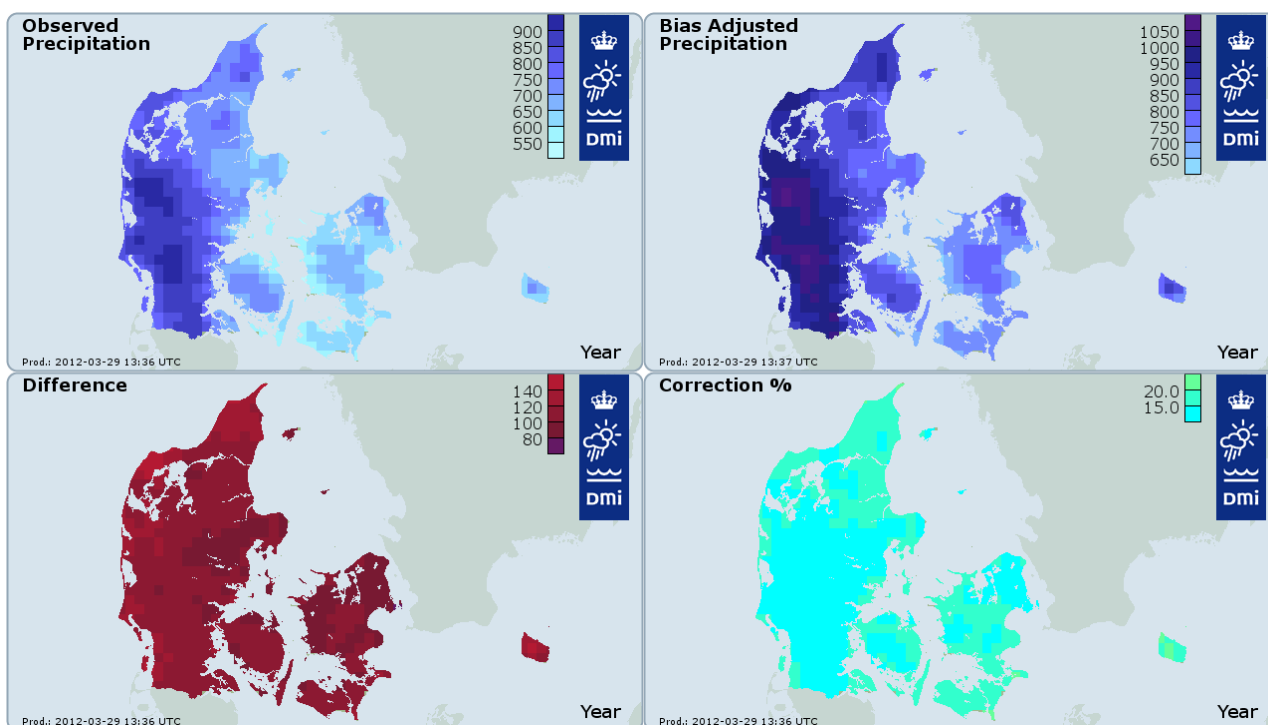 Observed
Precipitation
900
850
800
750
700
650
600
550
DMi
Prod.: 2012-03-29 13:36 UTC
Year
Bias Adjusted
Precipitation
1050
1000
950
900
850
800
750
700
650
DMi
Prod.: 2012-03-29 13:37 UTC
Year
Difference
140
120
100
80
DMi
Prod.: 2012-03-29 13:36 UTC
Year
Correction %
20.0
15.0
DMi
Prod.: 2012-03-29 13:36 UTC
Year